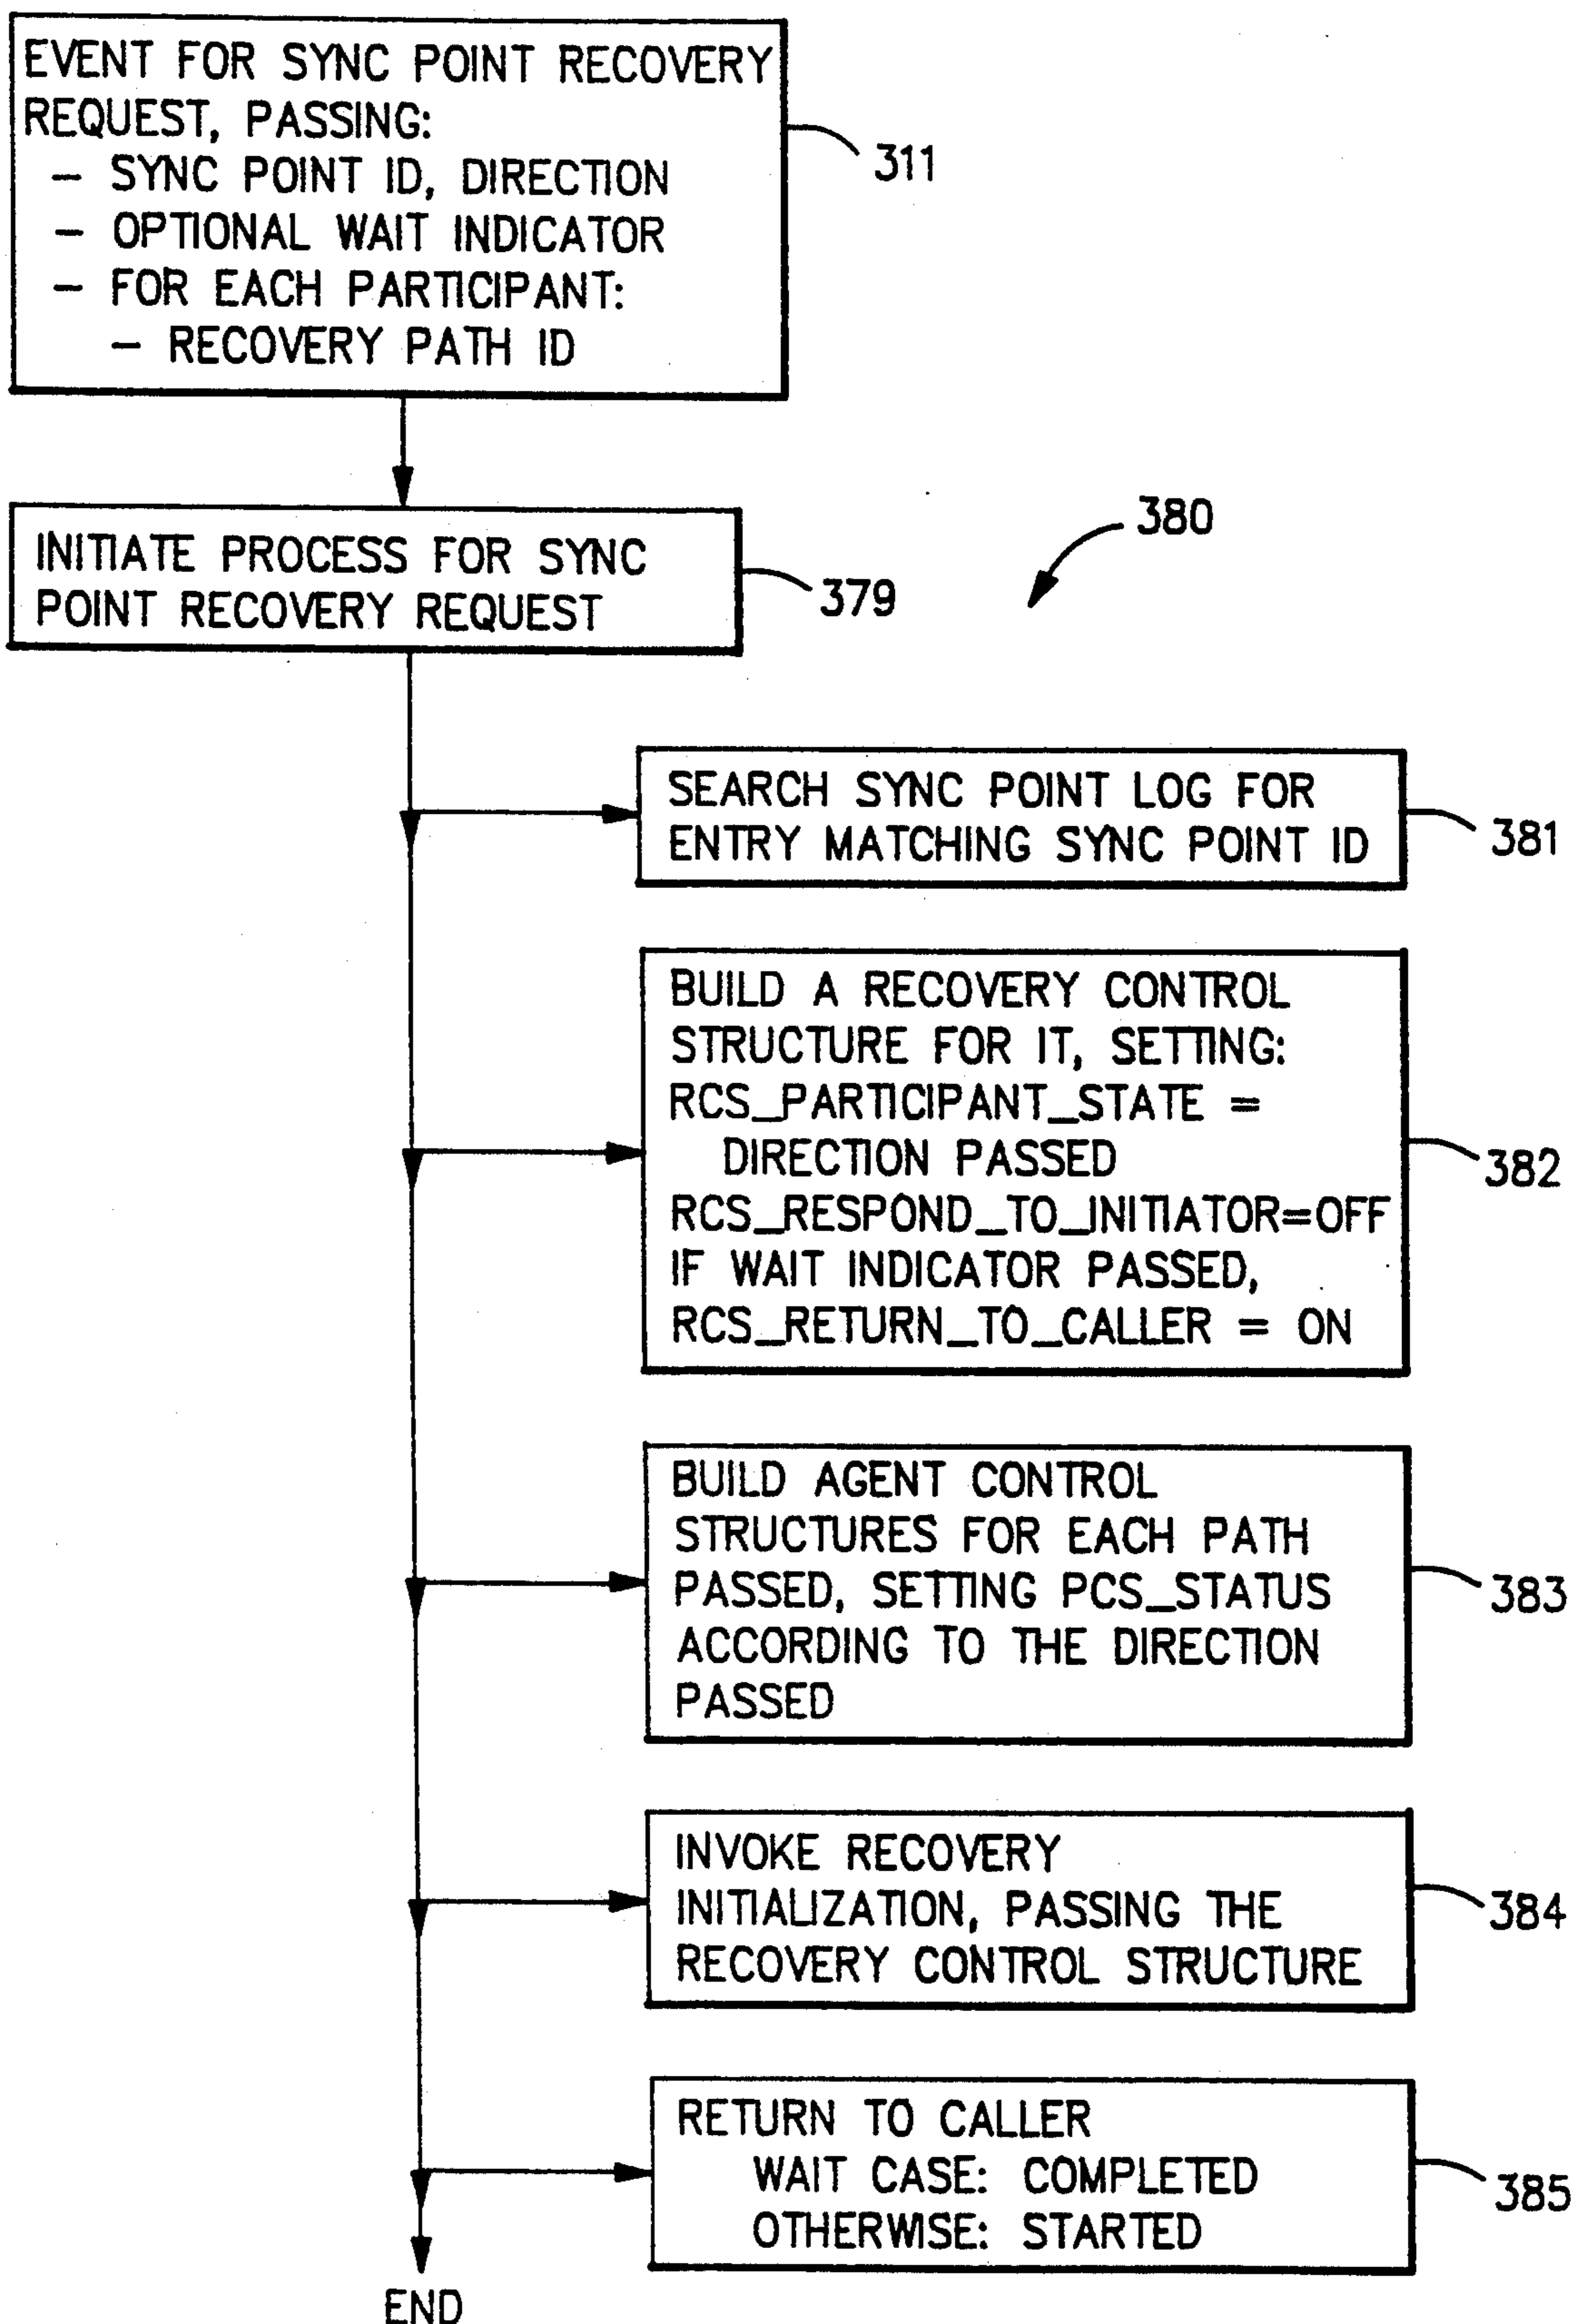 EVENT FOR SYNC POINT RECOVERY
REQUEST, PASSING:
– SYNC POINT ID, DIRECTION
– OPTIONAL WAIT INDICATOR
– FOR EACH PARTICIPANT:
– RECOVERY PATH ID
311
INITIATE PROCESS FOR SYNC
POINT RECOVERY REQUEST
379
380
SEARCH SYNC POINT LOG FOR
ENTRY MATCHING SYNC POINT ID
381
BUILD A RECOVERY CONTROL
STRUCTURE FOR IT, SETTING:
RCS_PARTICIPANT_STATE =
DIRECTION PASSED
RCS_RESPOND_TO_INITIATOR=OFF
IF WAIT INDICATOR PASSED,
RCS_RETURN_TO_CALLER = ON
382
BUILD AGENT CONTROL
STRUCTURES FOR EACH PATH
PASSED, SETTING PCS_STATUS
ACCORDING TO THE DIRECTION
PASSED
383
INVOKE RECOVERY
INITIALIZATION, PASSING THE
RECOVERY CONTROL STRUCTURE
384
RETURN TO CALLER
WAIT CASE: COMPLETED
OTHERWISE: STARTED
385
END